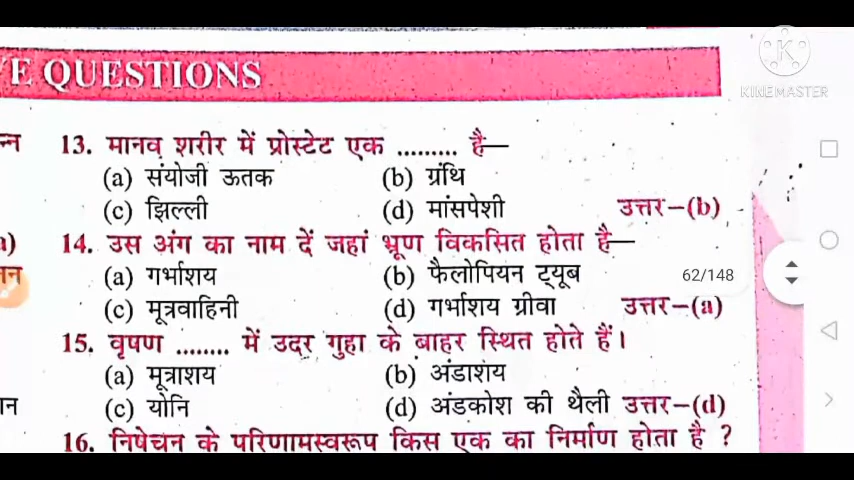 KINEMASTER
E QUESTIONS
13. मानव शरीर में प्रोस्टेट एक ......... है—
(a) संयोजी ऊतक (b) ग्रंथि
(c) झिल्ली (d) मांसपेशी उत्तर–(b)
14. उस अंग का नाम दें जहां भ्रूण विकसित होता है—
(a) गर्भाशय (b) फैलोपियन ट्यूब
62/148
(c) मूत्रवाहिनी (d) गर्भाशय ग्रीवा उत्तर–(a)
15. वृषण ........ में उदर गुहा के बाहर स्थित होते हैं।
(a) मूत्राशय (b) अंडाशय
(c) योनि (d) अंडकोश की थैली उत्तर–(d)
16. निषेचन के परिणामस्वरूप किस एक का निर्माण होता है ?